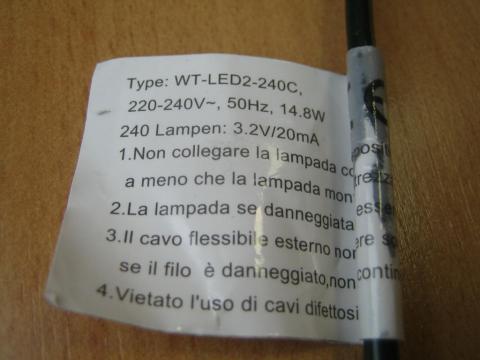 Type: WT-LED2-240C,
220-240V~, 50Hz, 14.8W
240 Lampen: 3.2V/20mA
1.Non collegare la lampada
a meno che la lampada
2.La lampada se danneggiata
3.Il cavo flessibile esterno non
se il filo è danneggiato,non
4.Vietato l'uso di cavi difettosi